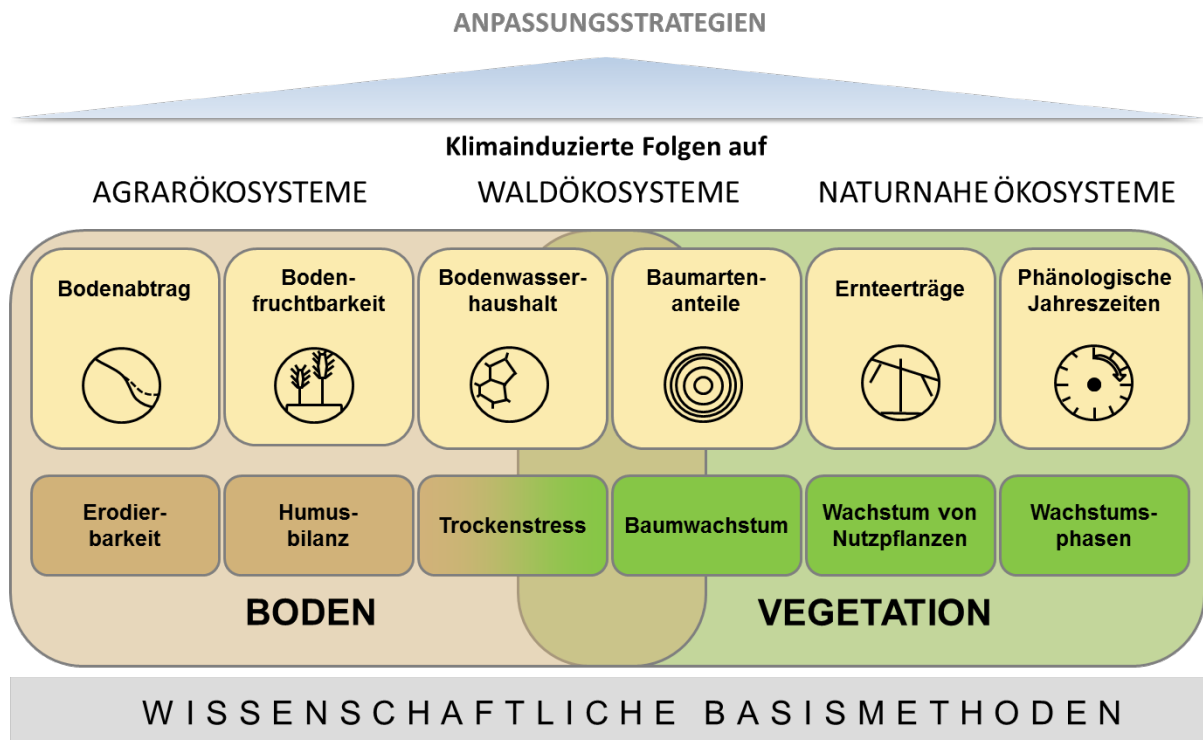 ANPASSUNGSSTRATEGIEN
Klimainduzierte Folgen auf
AGRARÖKOSYSTEME
WALDÖKOSYSTEME
NATURNAHE ÖKOSYSTEME
Bodenabtrag
Boden-
fruchtbarkeit
Bodenwasser-
haushalt
Baumarten-
anteile
Ernteerträge
Phänologische
Jahreszeiten
Erodier-
barkeit
Humus-
bilanz
Trockenstress
Baumwachstum
Wachstum von
Nutzpflanzen
Wachstums-
phasen
BODEN
VEGETATION
WISSENSCHAFTLICHE BASISMETHODEN